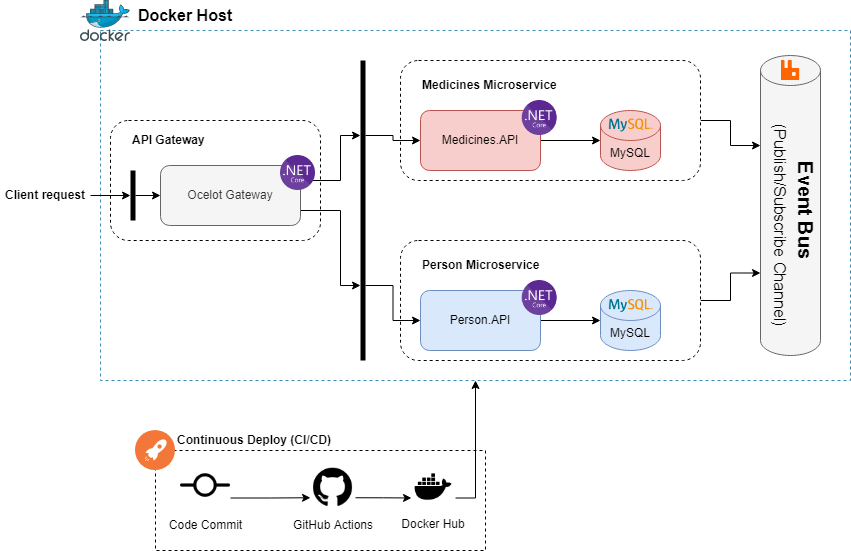 docker
Docker Host
Client request
API Gateway
Ocelot Gateway
.NET
Core.
Medicines Microservice
Medicines.API
.NET
Core.
MySQL.
MySQL
Person Microservice
Person.API
.NET
Core.
MySQL.
MySQL
Event Bus
(Publish/Subscribe Channel)
Continuous Deploy (CI/CD)
Code Commit
GitHub Actions
Docker Hub